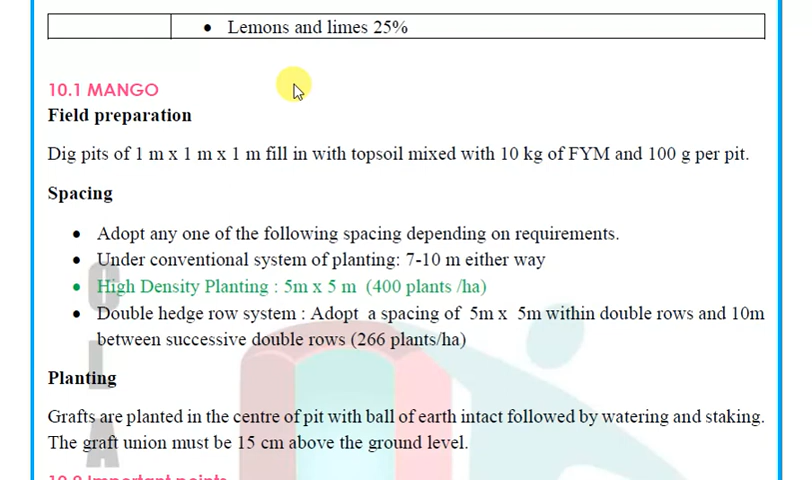 Lemons and limes 25%
10.1 MANGO
Field preparation
Dig pits of 1 m x 1 m x 1 m fill in with topsoil mixed with 10 kg of FYM and 100 g per pit.
Spacing
Adopt any one of the following spacing depending on requirements.
Under conventional system of planting: 7-10 m either way
High Density Planting : 5m x 5 m (400 plants /ha)
Double hedge row system : Adopt a spacing of 5m x 5m within double rows and 10m
between successive double rows (266 plants/ha)
Planting
Grafts are planted in the centre of pit with ball of earth intact followed by watering and staking.
The graft union must be 15 cm above the ground level.
10.2 Important points